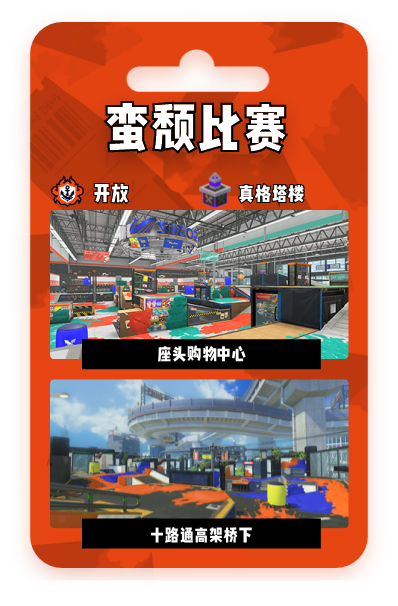 蛮颓比赛
开放
真格塔楼
座头购物中心
十路通高架桥下